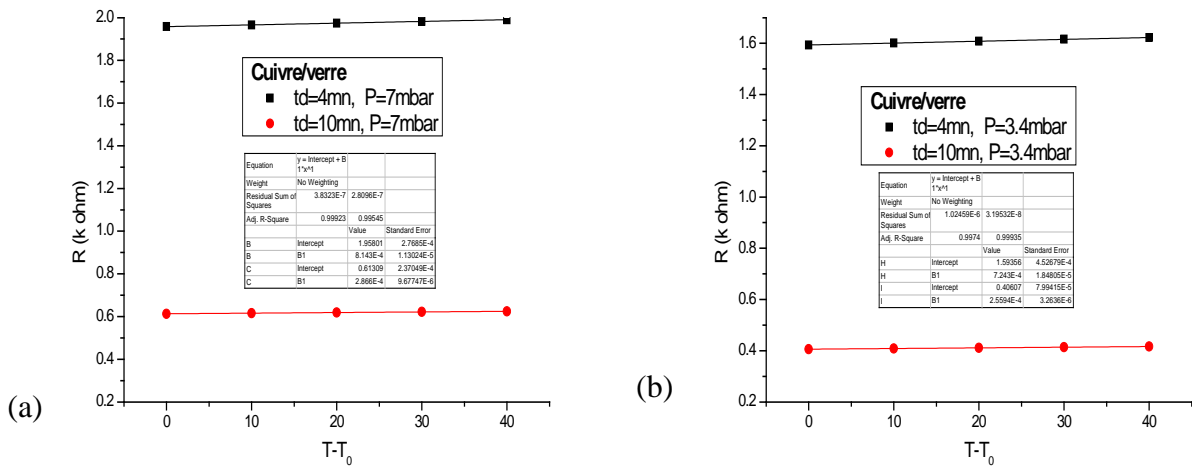 2.0
1.8
1.6
1.4
1.2
1.0
0.8
0.6
0.4
0.2
R (k ohm)
Cuivre/verre
td=4mn, P=7mbar
td=10mn, P=7mbar
Equation y = Intercept + B
1*x^1
Weight No Weighting
Residual Sum of
Squares 3.8323E-7 2.8096E-7
Adj. R-Square 0.99923 0.99545
Value Standard Error
B Intercept 1.95801 2.7685E-4
B B1 8.143E-4 1.13024E-5
C Intercept 0.61309 2.37049E-4
C B1 2.866E-4 9.67747E-6
0 10 20 30 40
T-T0
(a)
1.6
1.4
1.2
1.0
0.8
0.6
0.4
0.2
R (k ohm)
Cuivre/verre
td=4mn, P=3.4mbar
td=10mn, P=3.4mbar
Equation y = Intercept + B
1*x^1
Weight No Weighting
Residual Sum of
Squares 1.02459E-6 3.19532E-8
Adj. R-Square 0.9974 0.99935
Value Standard Error
H Intercept 1.59356 4.52679E-4
H B1 7.243E-4 1.84805E-5
I Intercept 0.40607 7.99415E-5
I B1 2.5594E-4 3.2636E-6
0 10 20 30 40
T-T0
(b)